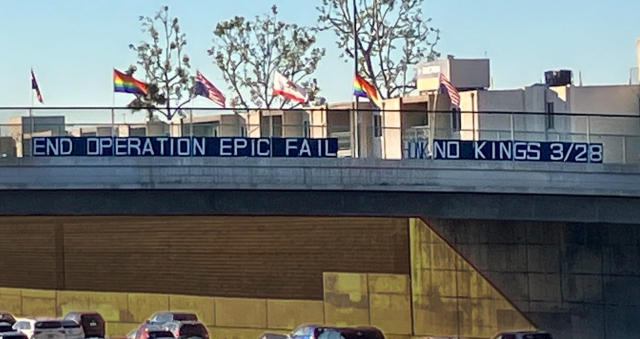 END OPERATION EPIC FAIL
NO KINGS 3/28